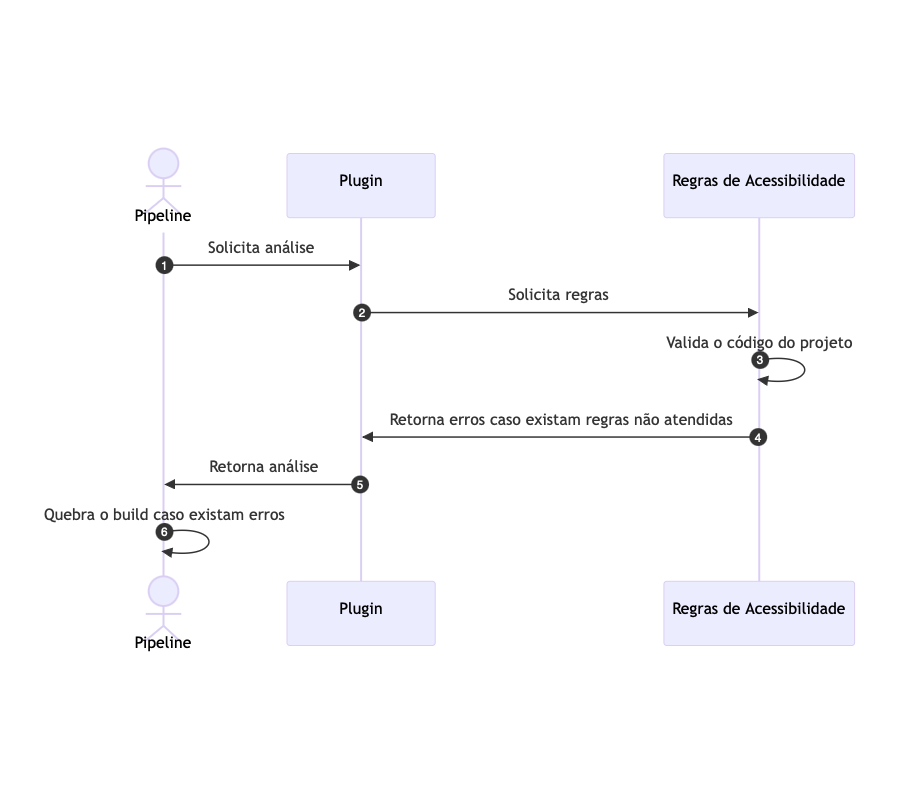 Pipeline
Plugin
Regras de Acessibilidade
Solicita análise
1
Solicita regras
2
Valida o código do projeto
3
Retorna erros caso existam regras não atendidas
4
Retorna análise
5
Quebra o build caso existam erros
6
Pipeline
Plugin
Regras de Acessibilidade